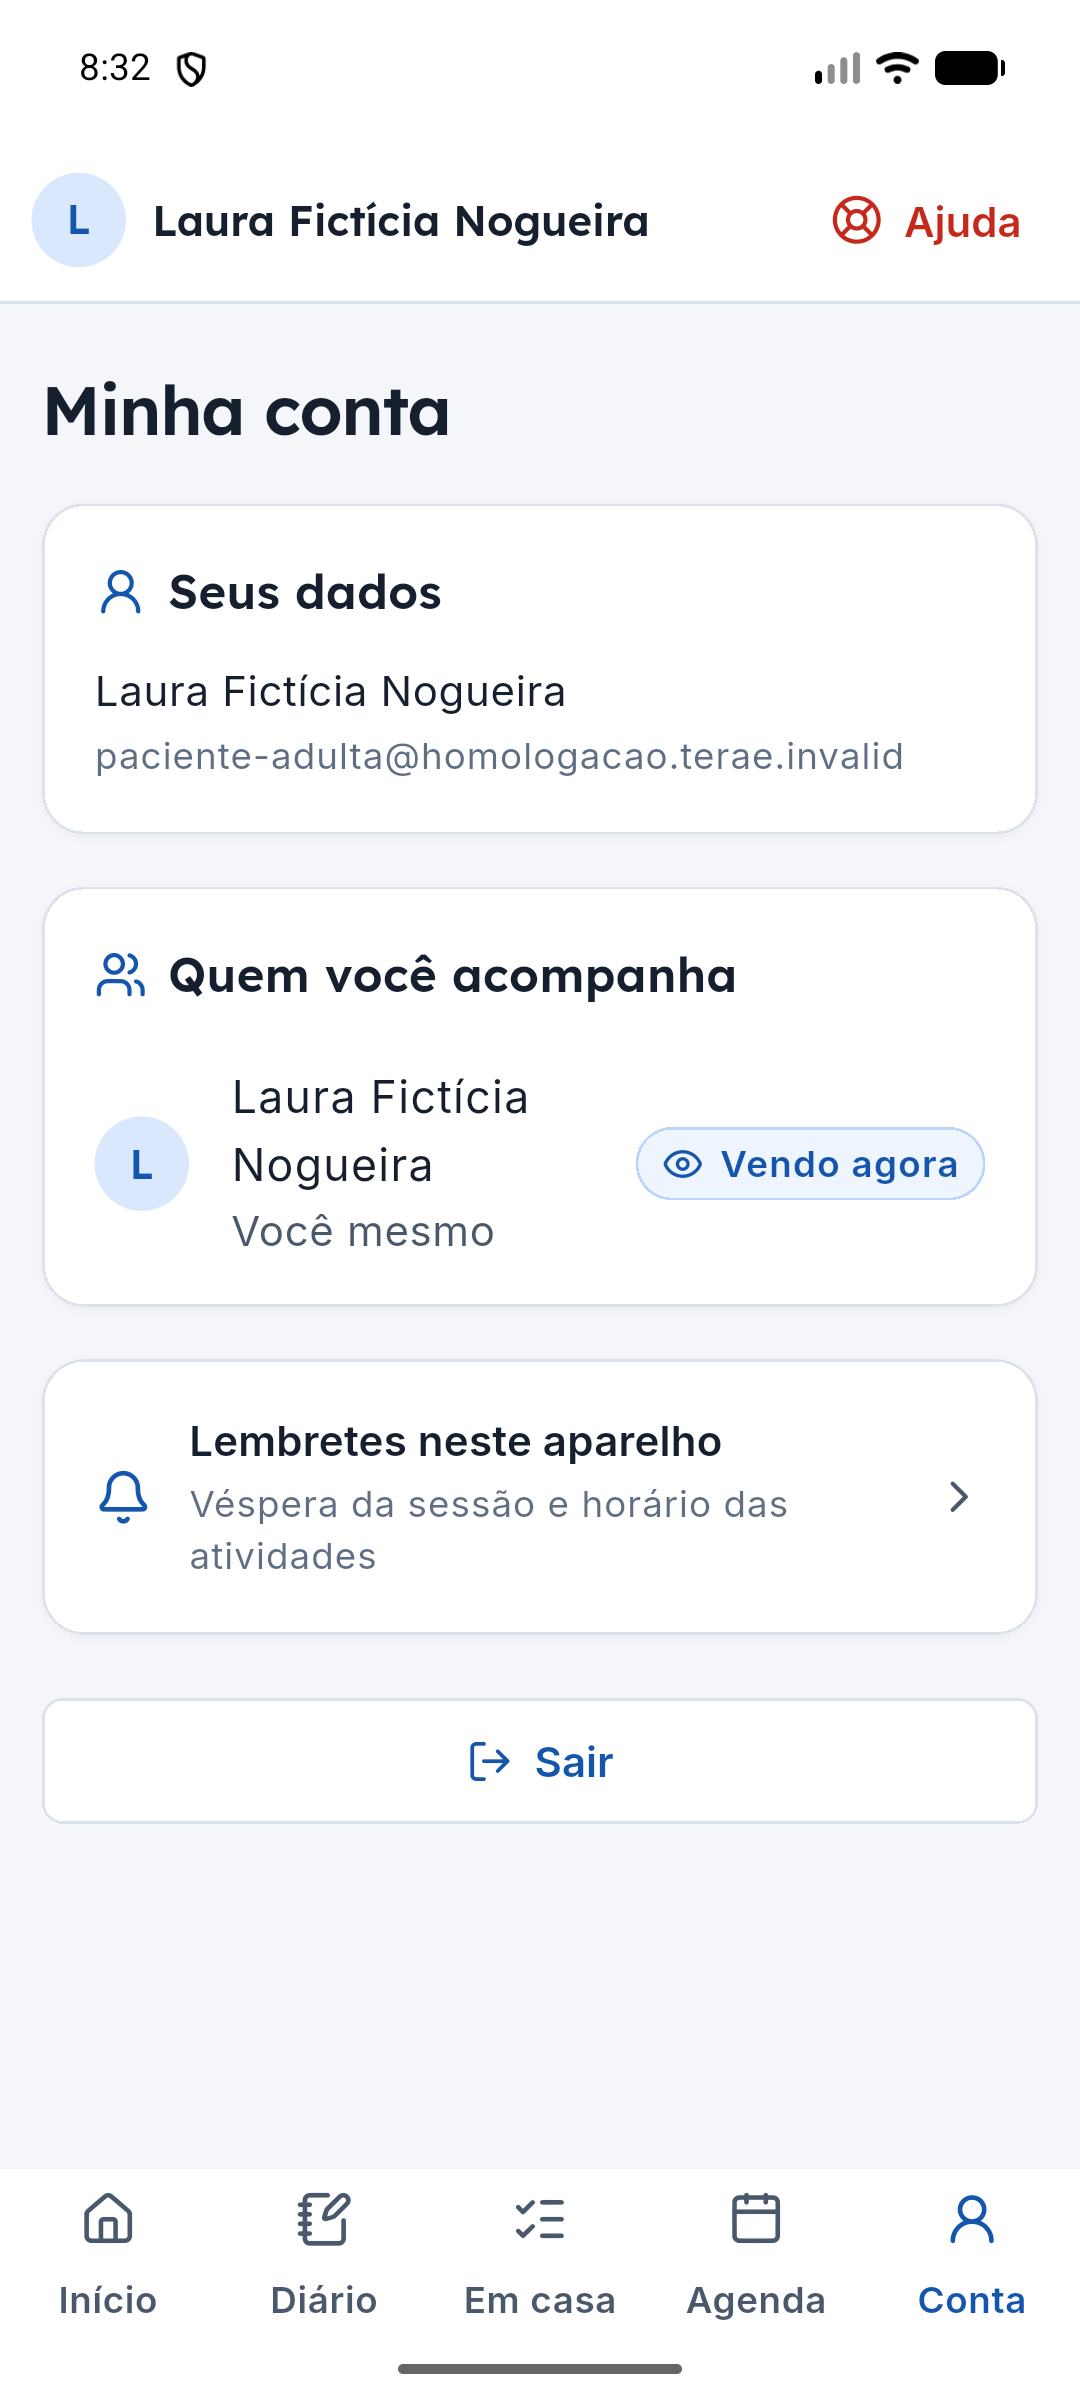 8:32
L
Laura Fictícia Nogueira
Ajuda
Minha conta
Seus dados
Laura Fictícia Nogueira
paciente-adulta@homologacao.terae.invalid
Quem você acompanha
L
Laura Fictícia
Nogueira
Você mesmo
Vendo agora
Lembretes neste aparelho
Véspera da sessão e horário das
atividades
Sair
Início
Diário
Em casa
Agenda
Conta